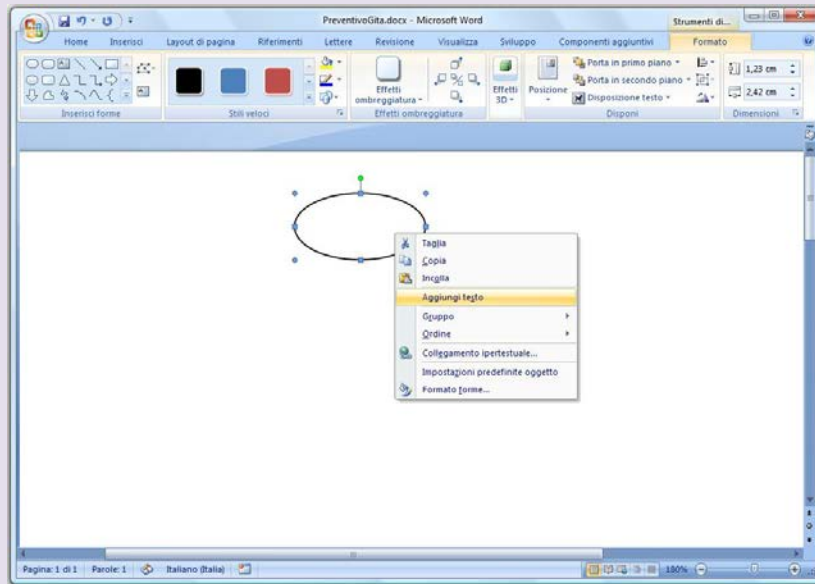 PreventivoGita.docx - Microsoft Word
Strumenti di...
Home Inserisci Layout di pagina Riferimenti Lettere Revisione Visualizza Sviluppo Componenti aggiuntivi Formato
Porta in primo piano
1,23 cm
Effetti ombreggiatura
Effetti 3D
Posizione
Porta in secondo piano
2,42 cm
Disposizione testo
Inserisci forme Stili veloci Effetti ombreggiatura Disponi Dimensioni
Taglia
Copia
Incolla
Aggiungi testo
Gruppo
Ordine
Collegamento ipertestuale...
Impostazioni predefinite oggetto
Formato forme...
Pagina: 1 di 1 Parole: 1 Italiano (Italia) 180%